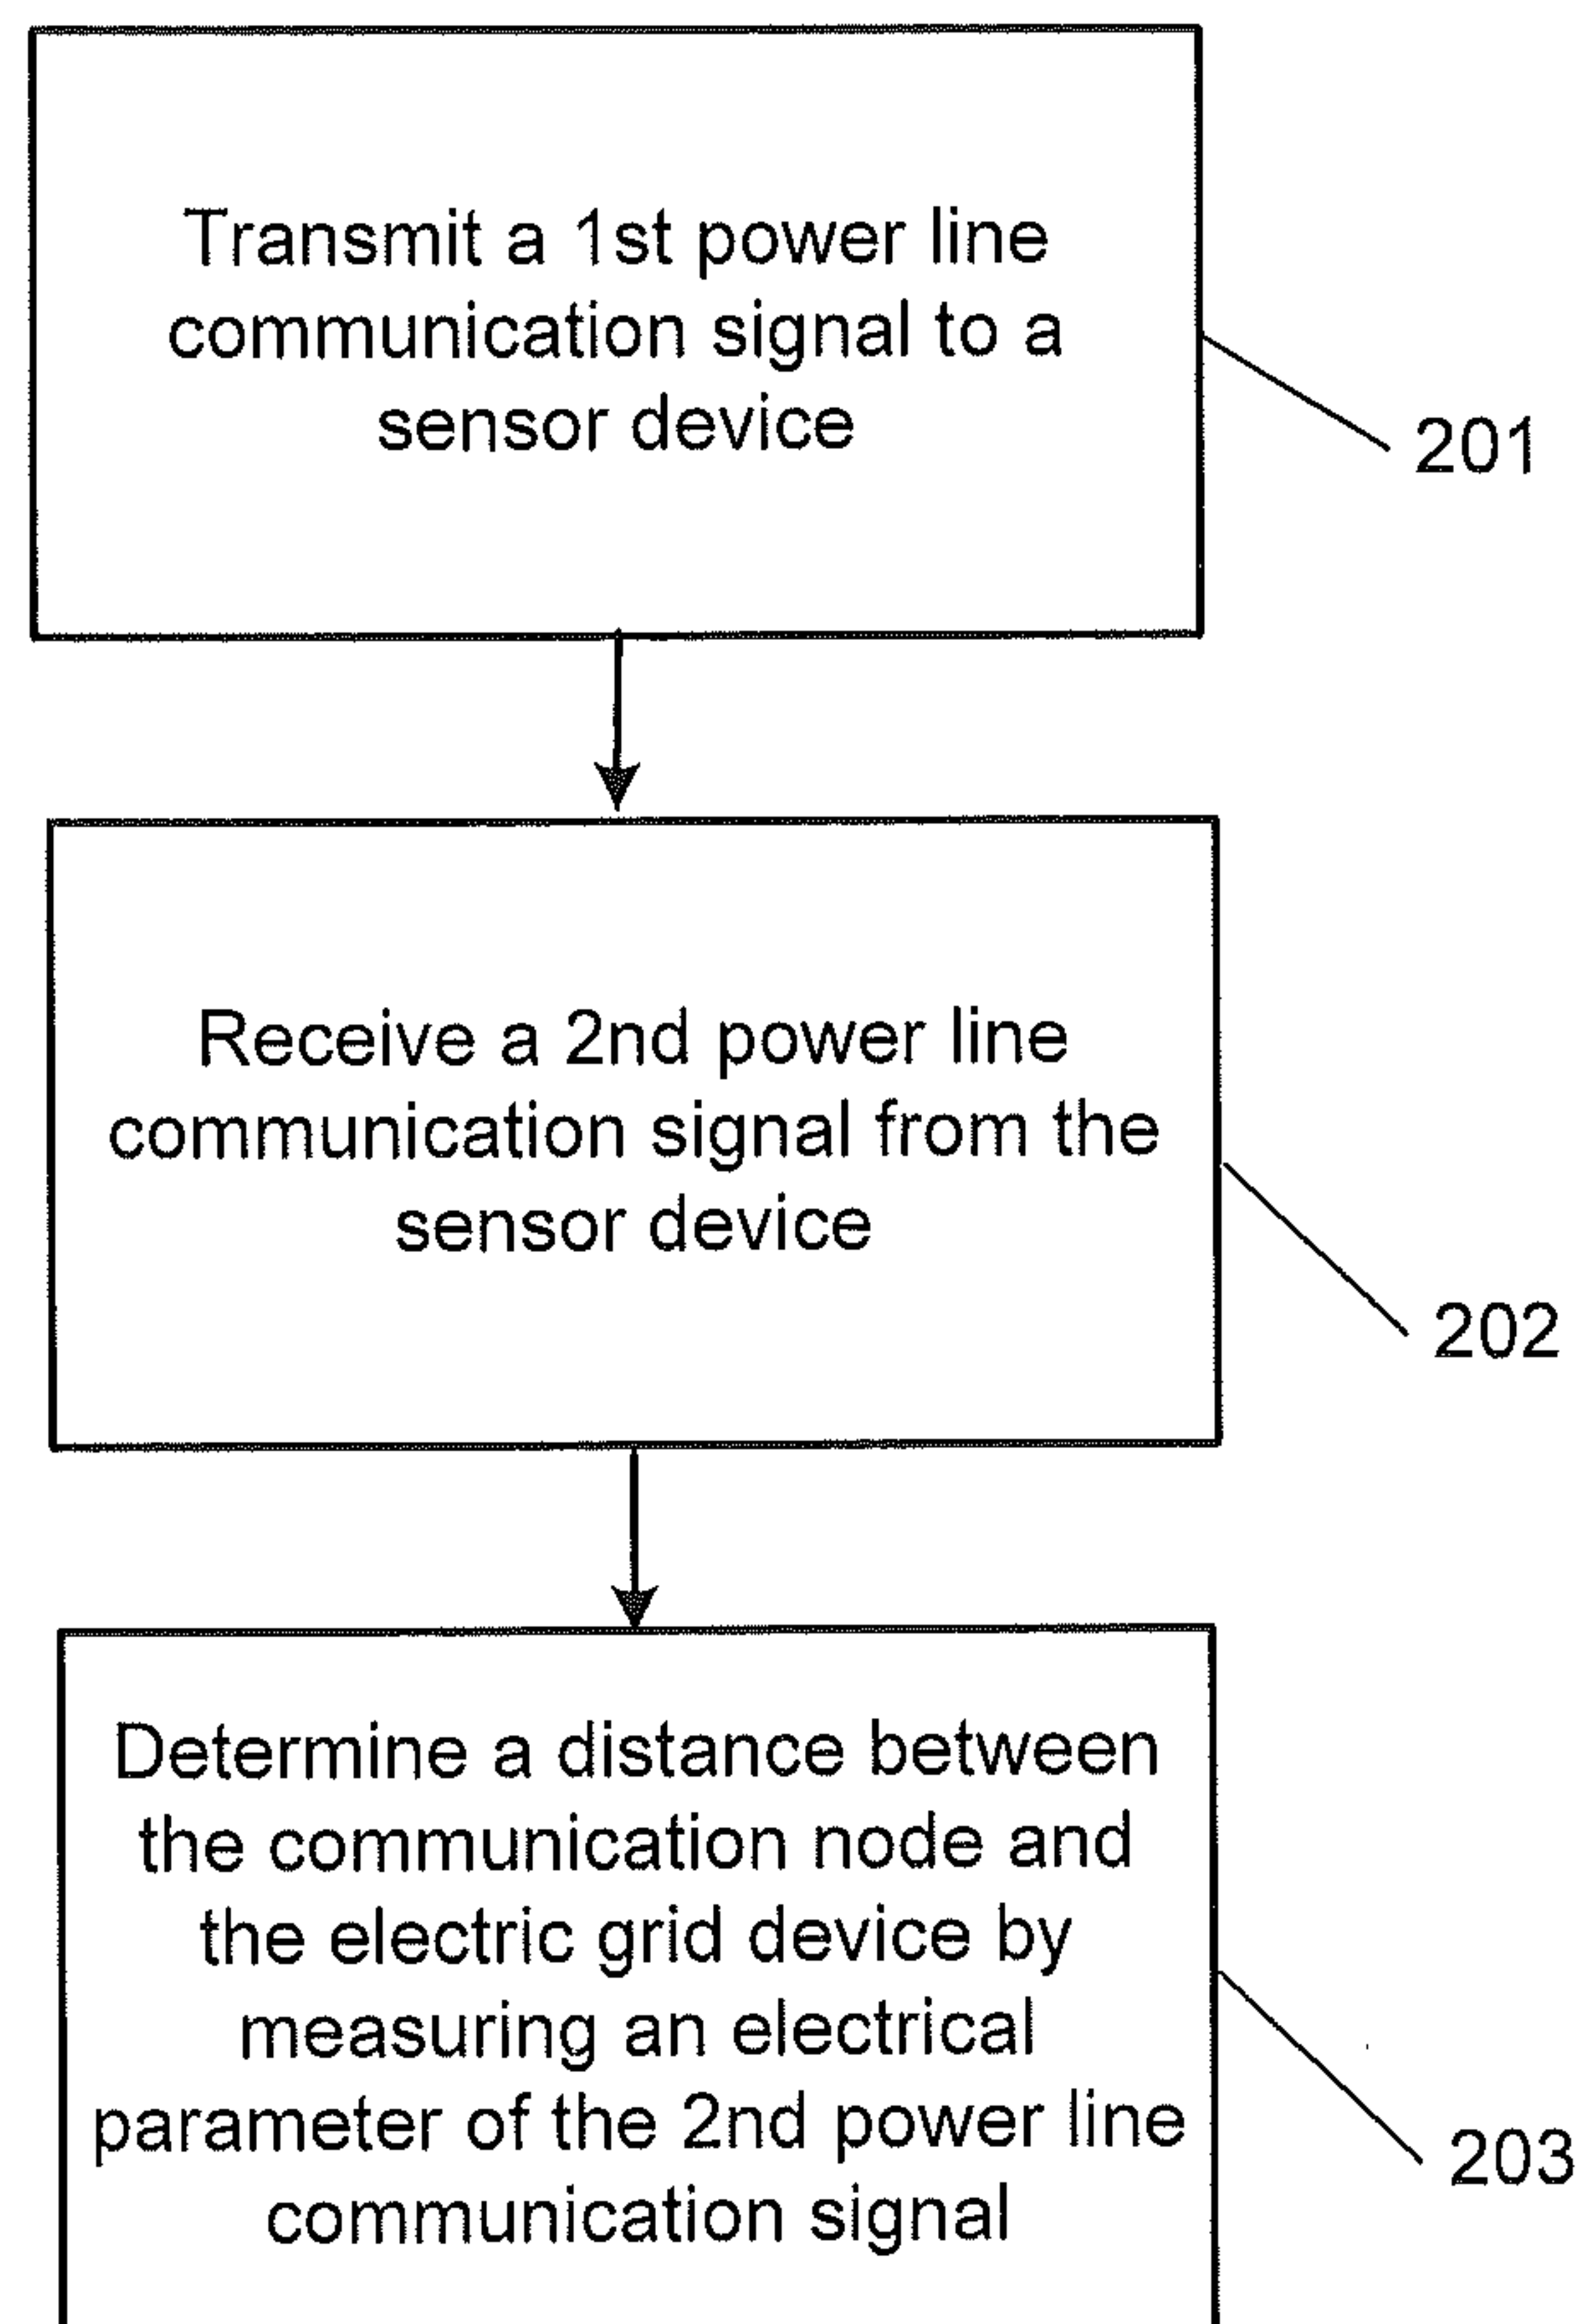 Transmit a 1st power line
communication signal to a
sensor device
201
Receive a 2nd power line
communication signal from the
sensor device
202
Determine a distance between
the communication node and
the electric grid device by
measuring an electrical
parameter of the 2nd power line
communication signal
203